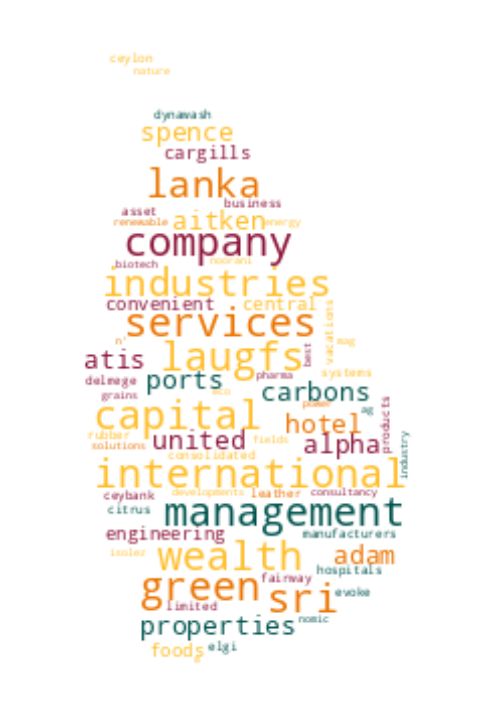 ceylon
nature
dynawash
spence
cargills
lanka
business
asset
renewable aitken energy
company
biotech noorani
industries
convenient central
vacations
services
n' laugfs best mag
atis
systems
delmege ports pharma
grains eco carbons
power
capital hotel ag products
rubber united fields alpha industry
solutions
consolidated
international
ceybank developments leather consultancy
citrus management
engineering manufacturers
isolez wealth adam
hospitals
green fairway sri evoke
limited
properties nomic
foods elgi